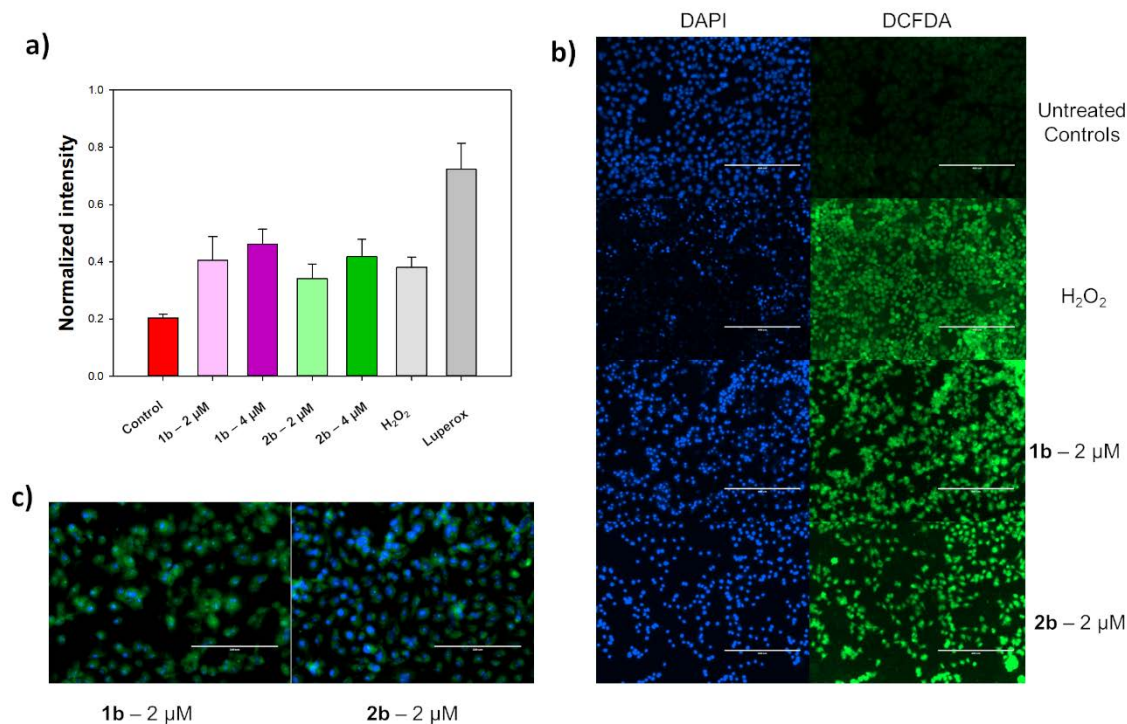 a)
Normalized intensity
1.0
0.8
0.6
0.4
0.2
0.0
Control
1b – 2 µM
1b – 4 µM
2b – 2 µM
2b – 4 µM
H₂O₂
Luperox
b)
DAPI DCFDA
Untreated
Controls
H₂O₂
1b – 2 µM
2b – 2 µM
c)
1b – 2 µM 2b – 2 µM